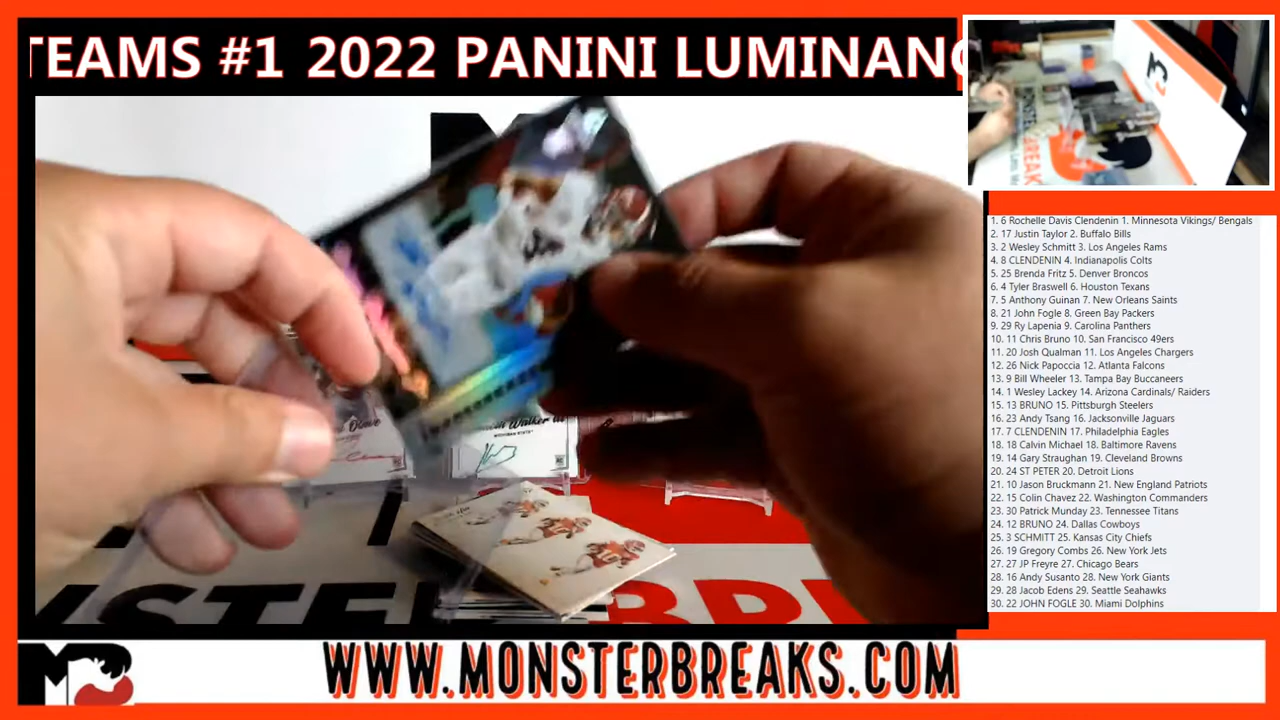 TEAMS #1 2022 PANINI LUMINANC
1. 6 Rochelle Davis Clendenin 1. Minnesota Vikings/ Bengals
2. 17 Justin Taylor 2. Buffalo Bills
3. 2 Wesley Schmitt 3. Los Angeles Rams
4. 8 CLENDENIN 4. Indianapolis Colts
5. 25 Brenda Fritz 5. Denver Broncos
6. 4 Tyler Braswell 6. Houston Texans
7. 5 Anthony Guinan 7. New Orleans Saints
8. 21 John Fogle 8. Green Bay Packers
9. 29 Ry Lapenia 9. Carolina Panthers
10. 11 Chris Bruno 10. San Francisco 49ers
11. 20 Josh Qualman 11. Los Angeles Chargers
12. 26 Nick Papoccia 12. Atlanta Falcons
13. 9 Bill Wheeler 13. Tampa Bay Buccaneers
14. 1 Wesley Lackey 14. Arizona Cardinals/ Raiders
15. 13 BRUNO 15. Pittsburgh Steelers
16. 23 Andy Tsang 16. Jacksonville Jaguars
17. 7 CLENDENIN 17. Philadelphia Eagles
18. 18 Calvin Michael 18. Baltimore Ravens
19. 14 Gary Straughan 19. Cleveland Browns
20. 24 ST PETER 20. Detroit Lions
21. 10 Jason Bruckmann 21. New England Patriots
22. 15 Colin Chavez 22. Washington Commanders
23. 30 Patrick Munday 23. Tennessee Titans
24. 12 BRUNO 24. Dallas Cowboys
25. 3 SCHMITT 25. Kansas City Chiefs
26. 19 Gregory Combs 26. New York Jets
27. 27 JP Freyre 27. Chicago Bears
28. 16 Andy Susanto 28. New York Giants
29. 28 Jacob Edens 29. Seattle Seahawks
30. 22 JOHN FOGLE 30. Miami Dolphins
Walker III
WWW.MONSTERBREAKS.COM